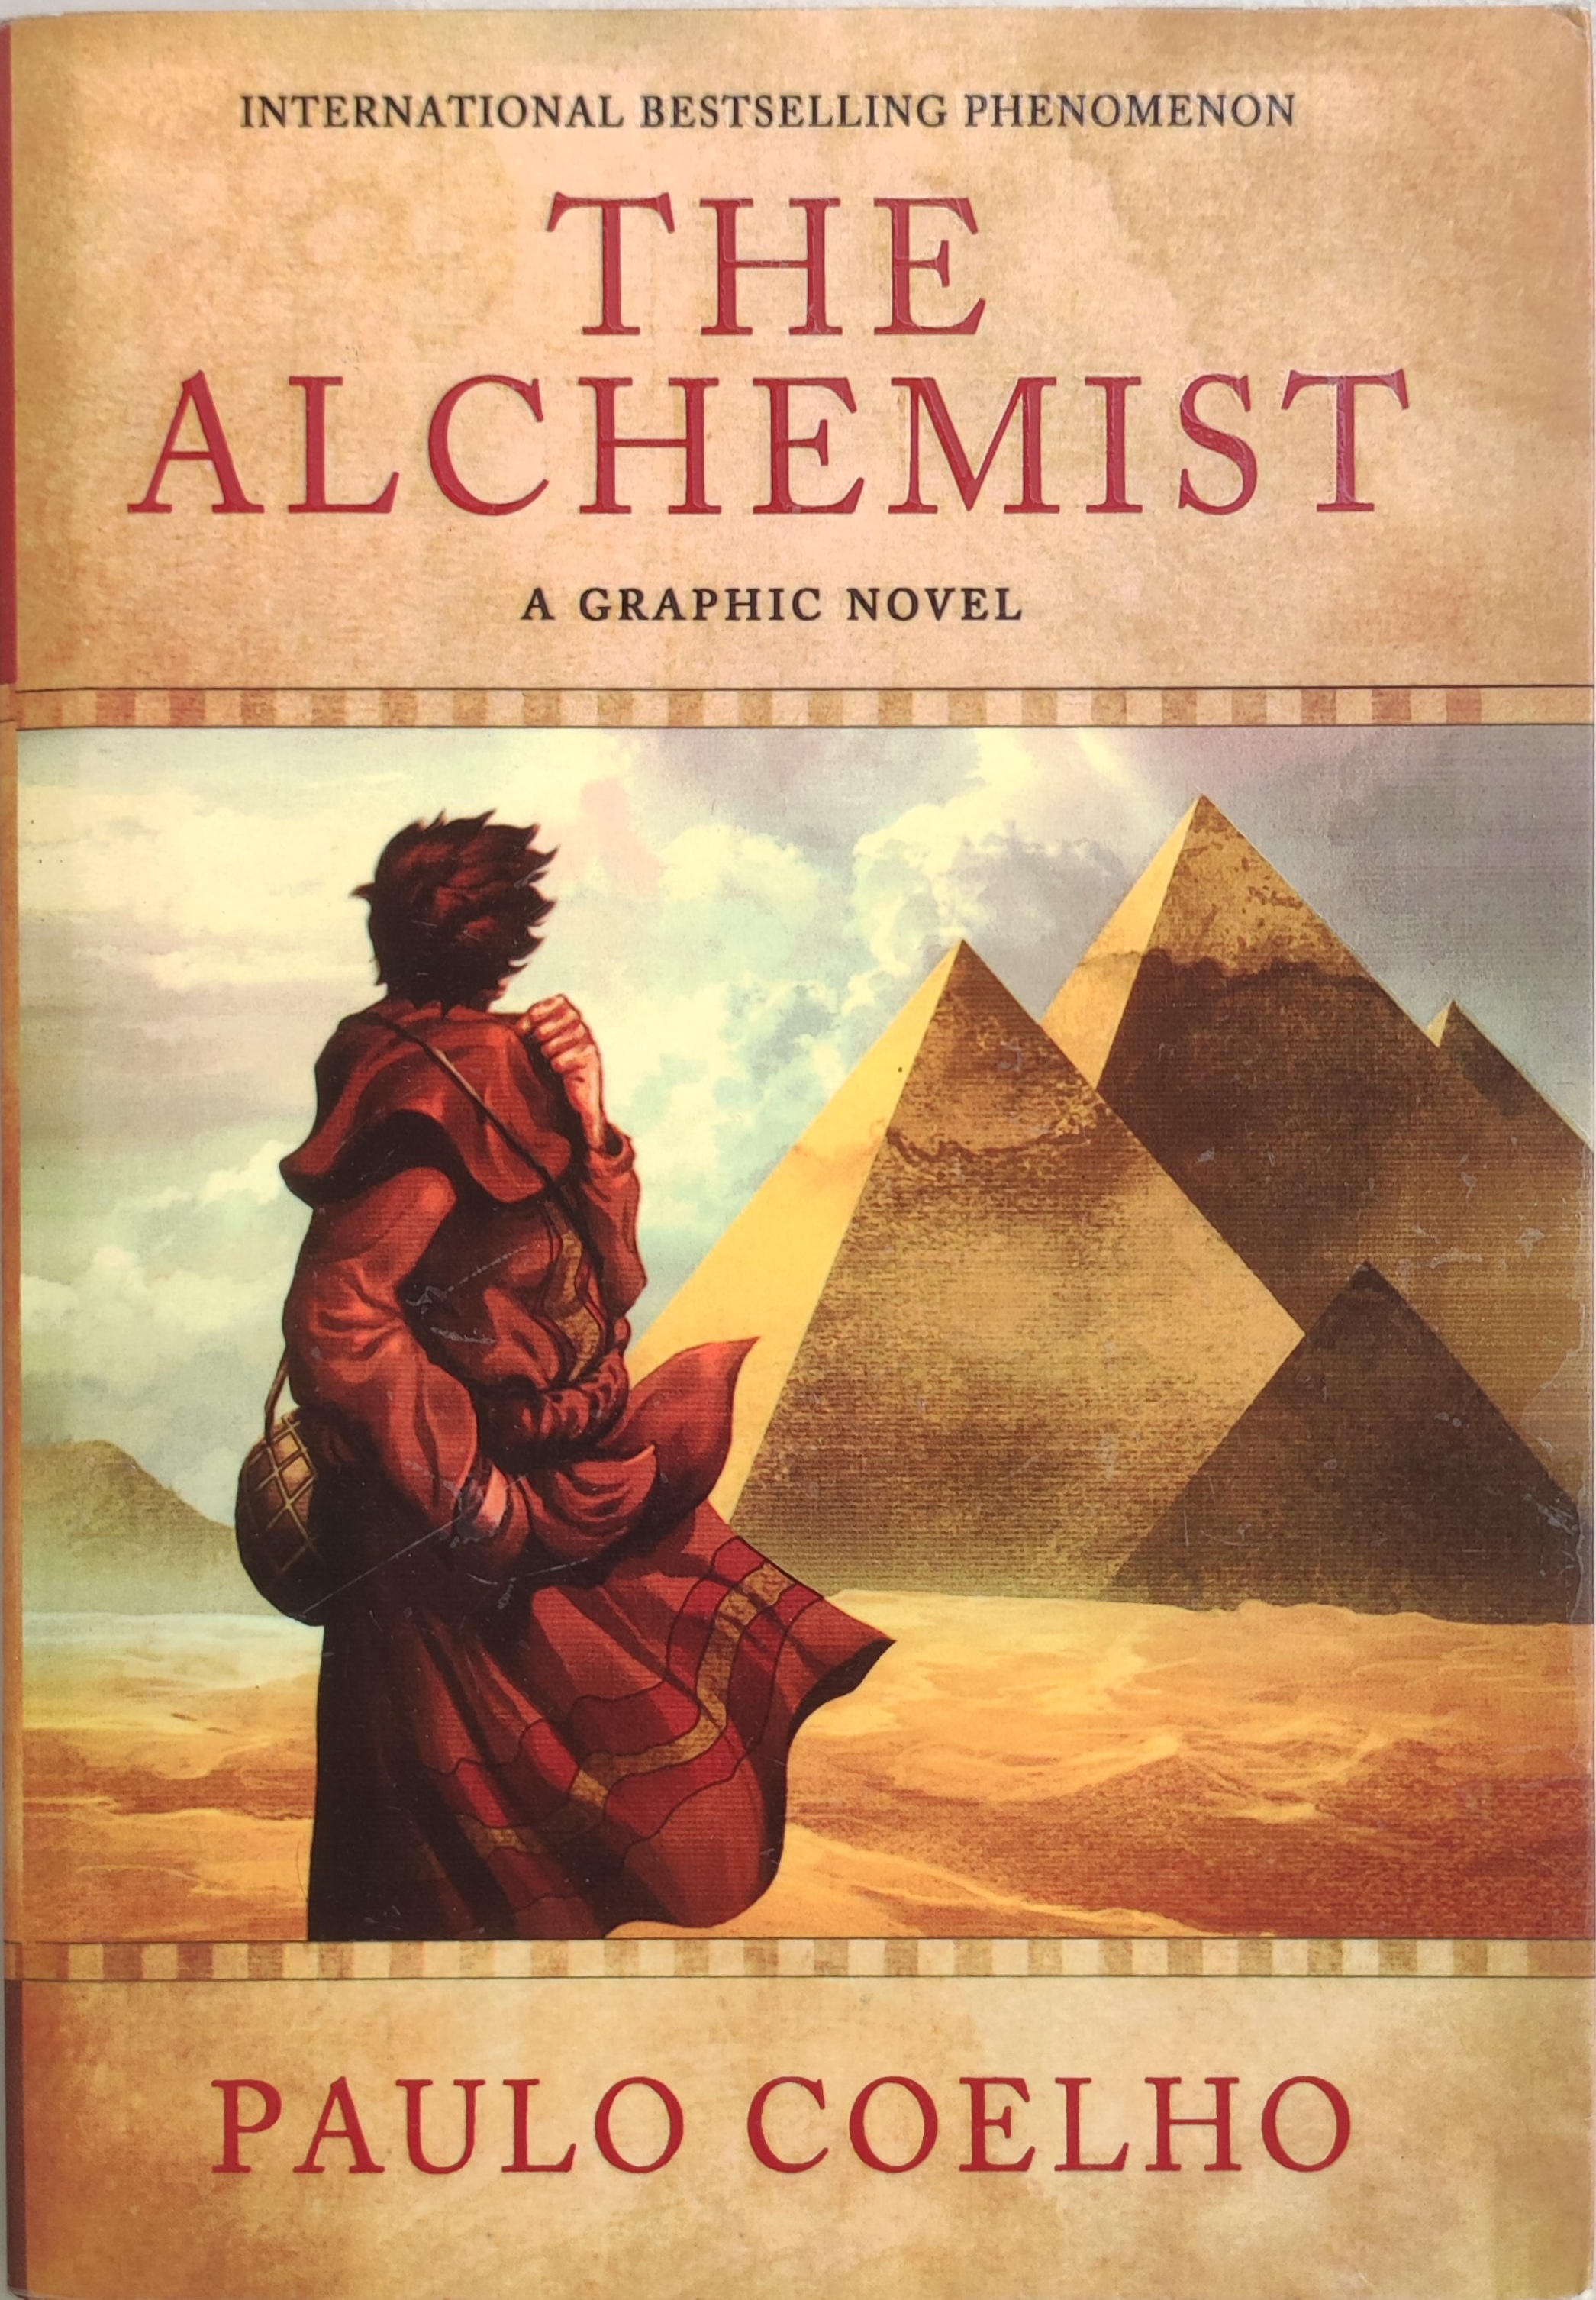 INTERNATIONAL BESTSELLING PHENOMENON
THE
ALCHEMIST
A GRAPHIC NOVEL
PAULO COELHO